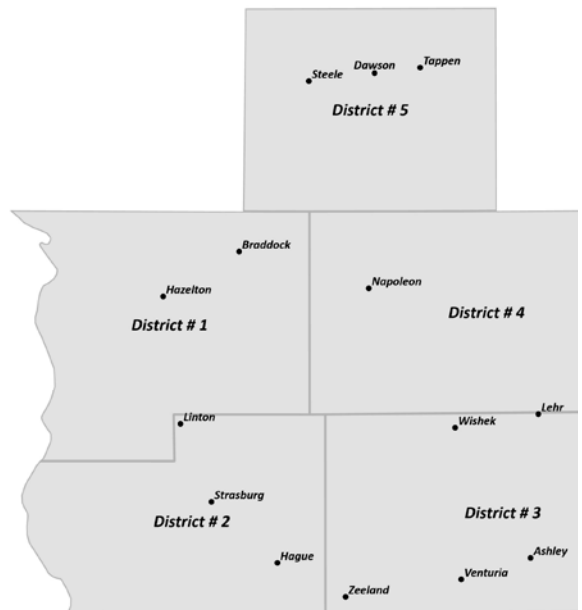 Steele
Dawson
Tappen
District # 5
Braddock
Hazelton
District # 1
Napoleon
District # 4
Linton
Wishek
Lehr
Strasburg
District # 2
District # 3
Hague
Ashley
Venturia
Zeeland